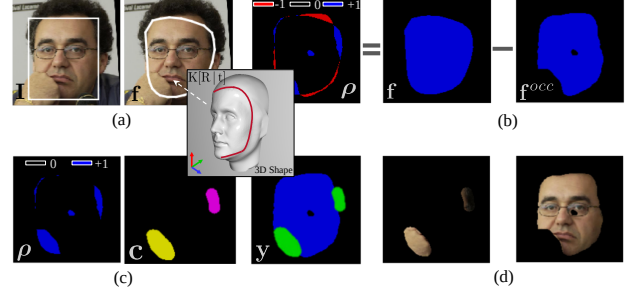 -1 0 +1
I
f
ρ
f
f^occ
K[R | t]
3D Shape
(a)
(b)
0 +1
ρ
c
y
(c)
(d)